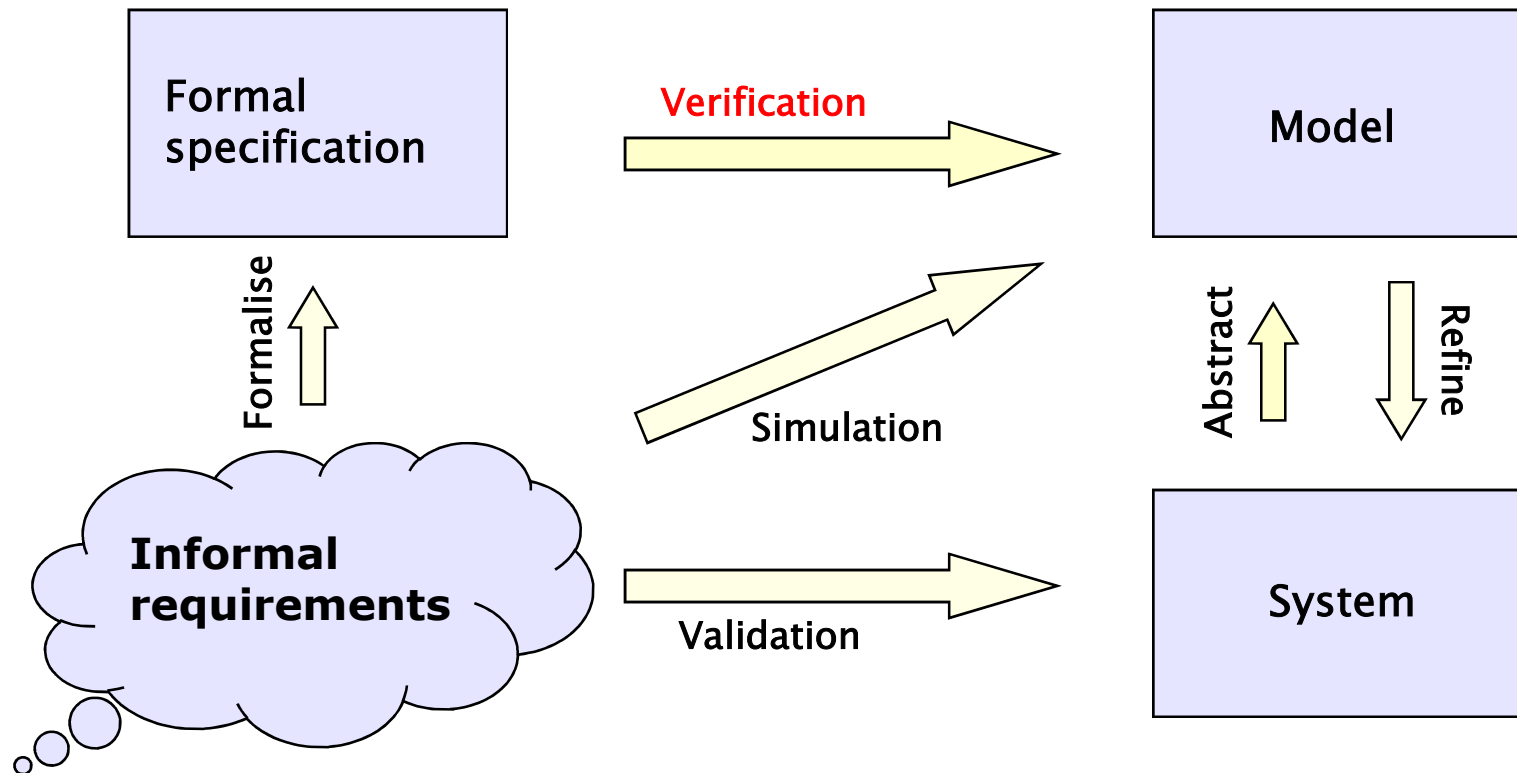 Formal
specification
Verification
Model
Formalise
Simulation
Abstract
Refine
Informal
requirements
Validation
System